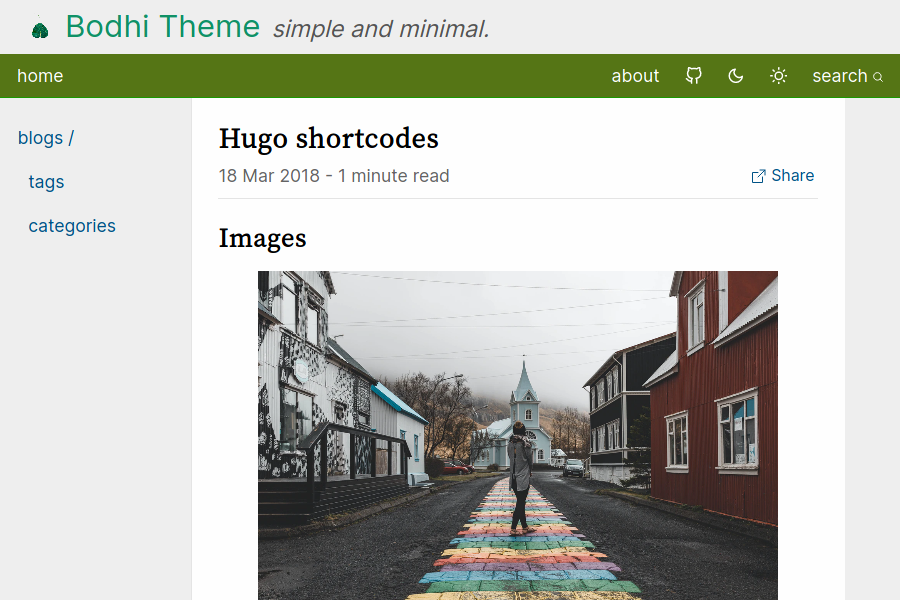 Bodhi Theme simple and minimal.
home about search
blogs /
tags
categories
Hugo shortcodes
18 Mar 2018 - 1 minute read
Share
Images